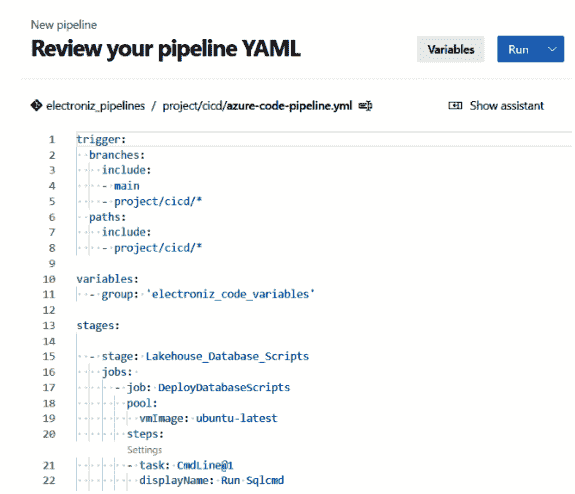 New pipeline
Review your pipeline YAML
Variables
Run
electroniz_pipelines / project/cicd/azure-code-pipeline.yml
Show assistant
1 trigger:
2 branches:
3 include:
4 - main
5 - project/cicd/*
6 paths:
7 include:
8 - project/cicd/*
9
10 variables:
11 - group: 'electroniz_code_variables'
12
13 stages:
14
15 - stage: Lakehouse_Database_Scripts
16 jobs:
17 - job: DeployDatabaseScripts
18 pool:
19 vmImage: ubuntu-latest
20 steps:
Settings
21 - task: CmdLine@1
22 displayName: Run Sqlcmd